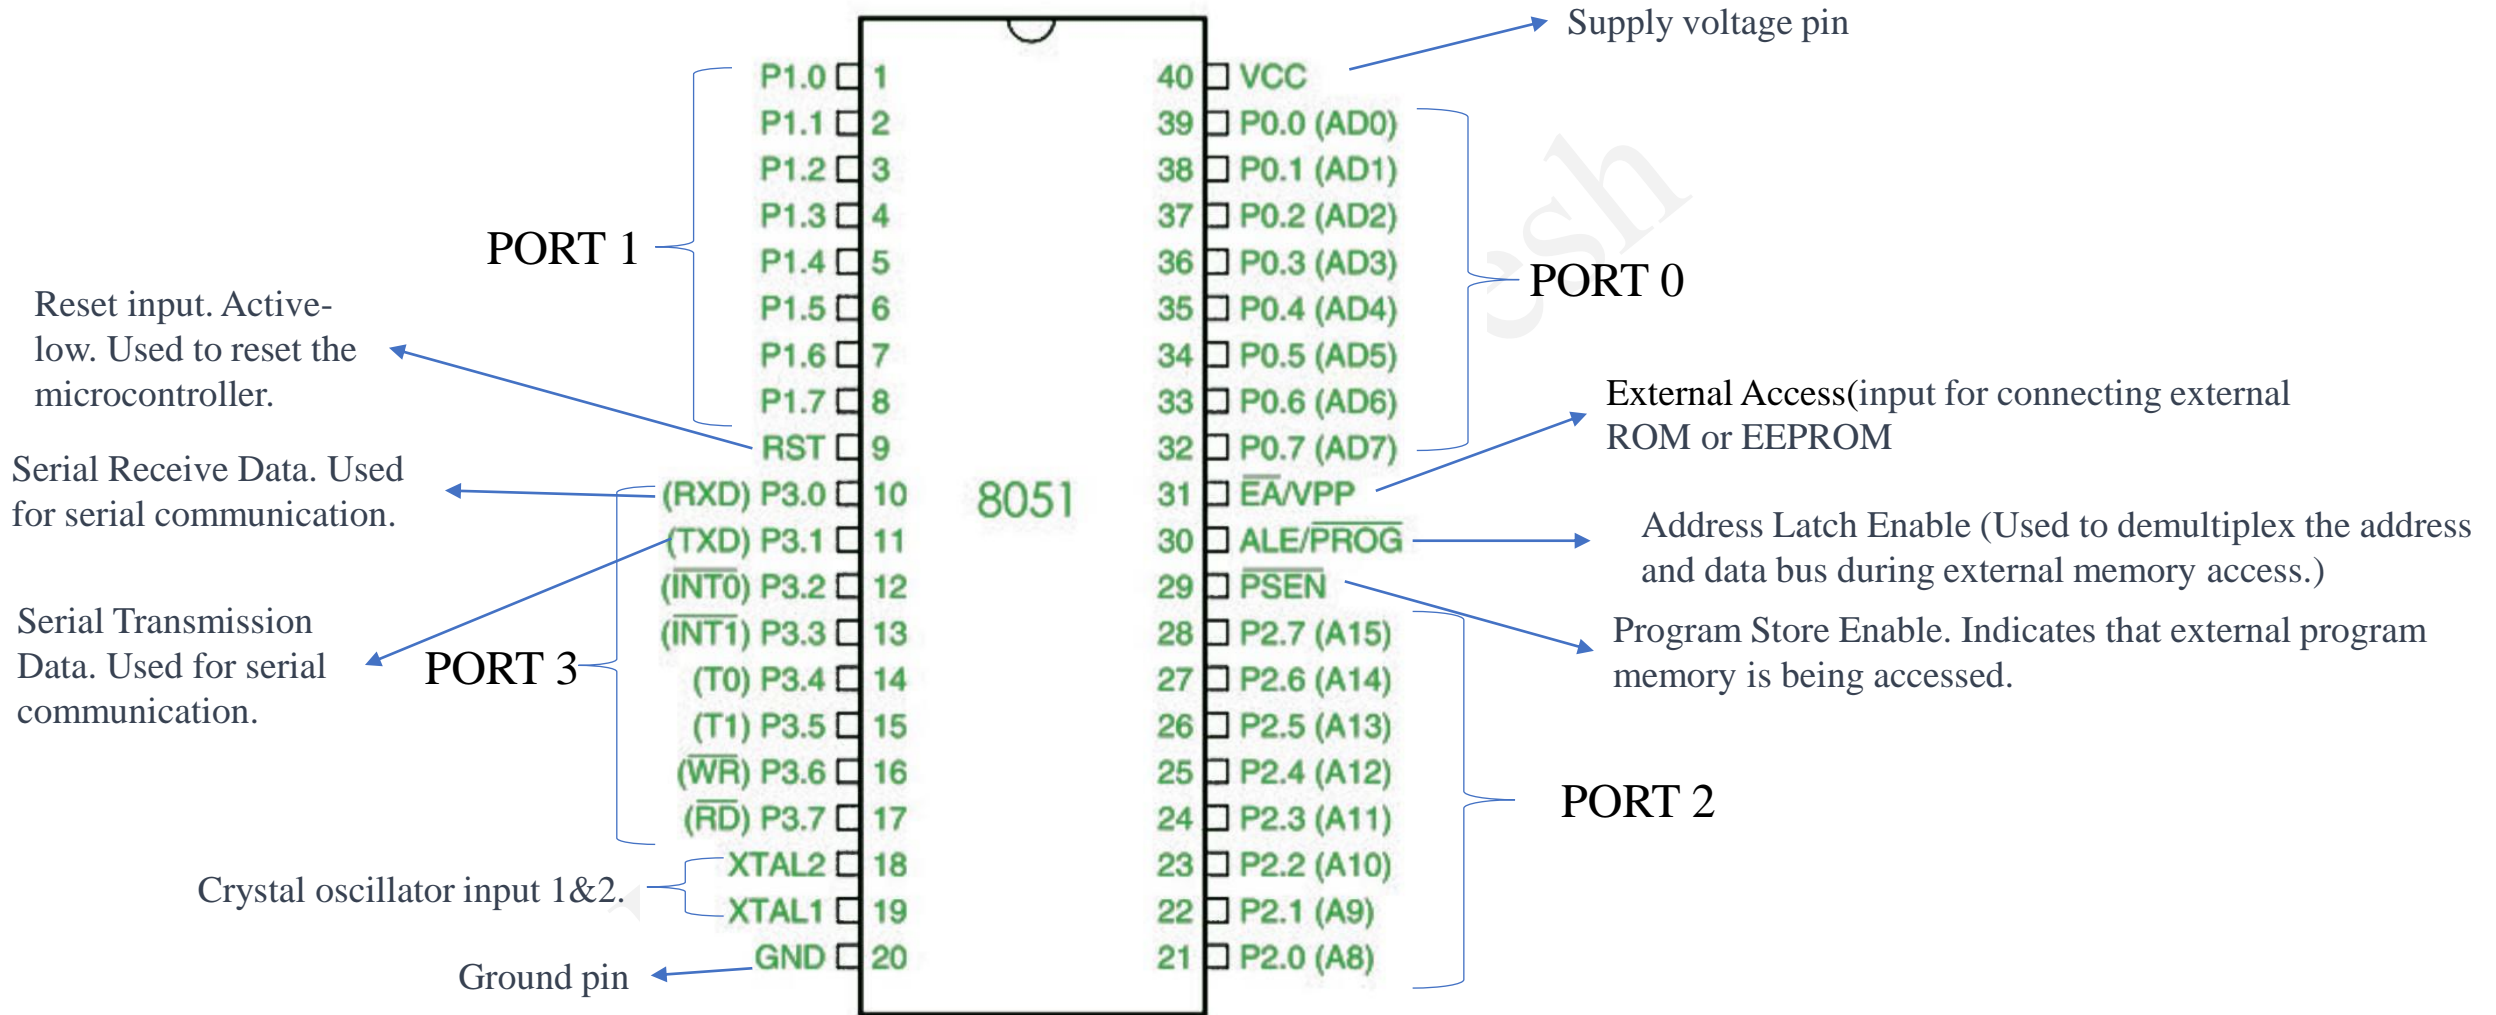 Supply voltage pin
P1.0 1
P1.1 2
P1.2 3
P1.3 4
P1.4 5
P1.5 6
P1.6 7
P1.7 8
RST 9
(RXD) P3.0 10
(TXD) P3.1 11
(INT0) P3.2 12
(INT1) P3.3 13
(T0) P3.4 14
(T1) P3.5 15
(WR) P3.6 16
(RD) P3.7 17
XTAL2 18
XTAL1 19
GND 20
8051
40 VCC
39 P0.0 (AD0)
38 P0.1 (AD1)
37 P0.2 (AD2)
36 P0.3 (AD3)
35 P0.4 (AD4)
34 P0.5 (AD5)
33 P0.6 (AD6)
32 P0.7 (AD7)
31 EA/VPP
30 ALE/PROG
29 PSEN
28 P2.7 (A15)
27 P2.6 (A14)
26 P2.5 (A13)
25 P2.4 (A12)
24 P2.3 (A11)
23 P2.2 (A10)
22 P2.1 (A9)
21 P2.0 (A8)
PORT 1
Reset input. Active-
low. Used to reset the
microcontroller.
Serial Receive Data. Used
for serial communication.
Serial Transmission
Data. Used for serial
communication.
PORT 3
Crystal oscillator input 1&2.
Ground pin
PORT 0
External Access(input for connecting external
ROM or EEPROM
Address Latch Enable (Used to demultiplex the address
and data bus during external memory access.)
Program Store Enable. Indicates that external program
memory is being accessed.
PORT 2